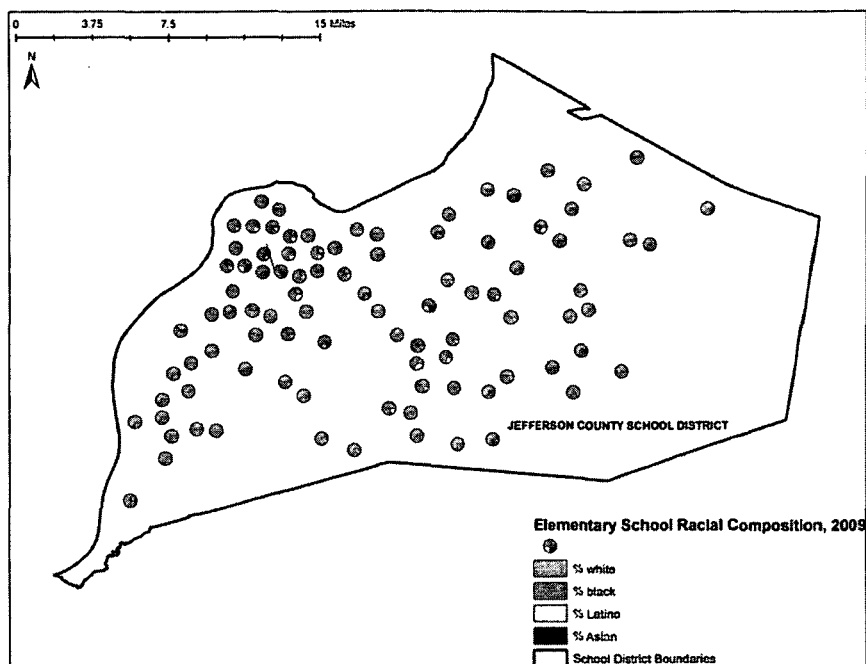 0 3.75 7.5 15 Miles
N
JEFFERSON COUNTY SCHOOL DISTRICT
Elementary School Racial Composition, 2009
% white
% black
% Latino
% Asian
School District Boundaries